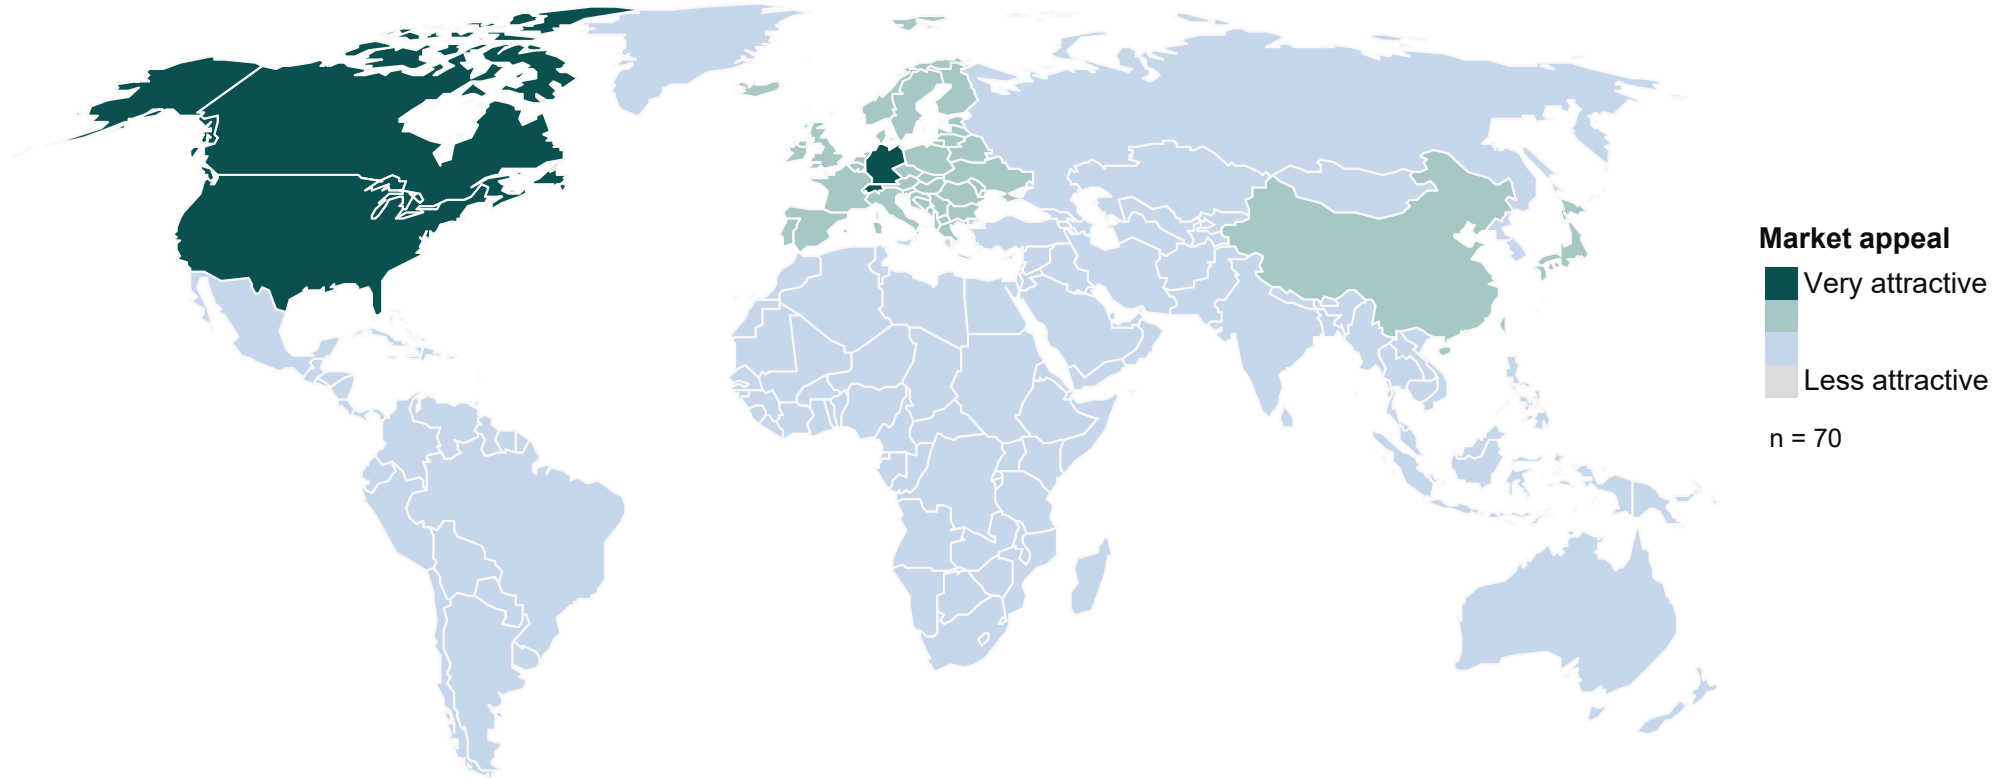 Market appeal
Very attractive
Less attractive
n = 70